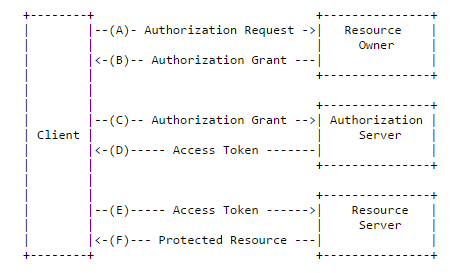 +--------+                               +---------------+
|        |--(A)- Authorization Request ->|   Resource    |
|        |                               |     Owner     |
|        |<-(B)-- Authorization Grant ---|               |
|        |                               +---------------+
|        |
|        |                               +---------------+
|        |--(C)-- Authorization Grant -->| Authorization |
| Client |                               |     Server    |
|        |<-(D)----- Access Token -------|               |
|        |                               +---------------+
|        |
|        |                               +---------------+
|        |--(E)----- Access Token ------>|    Resource   |
|        |                               |     Server    |
|        |<-(F)--- Protected Resource ---|               |
+--------+                               +---------------+